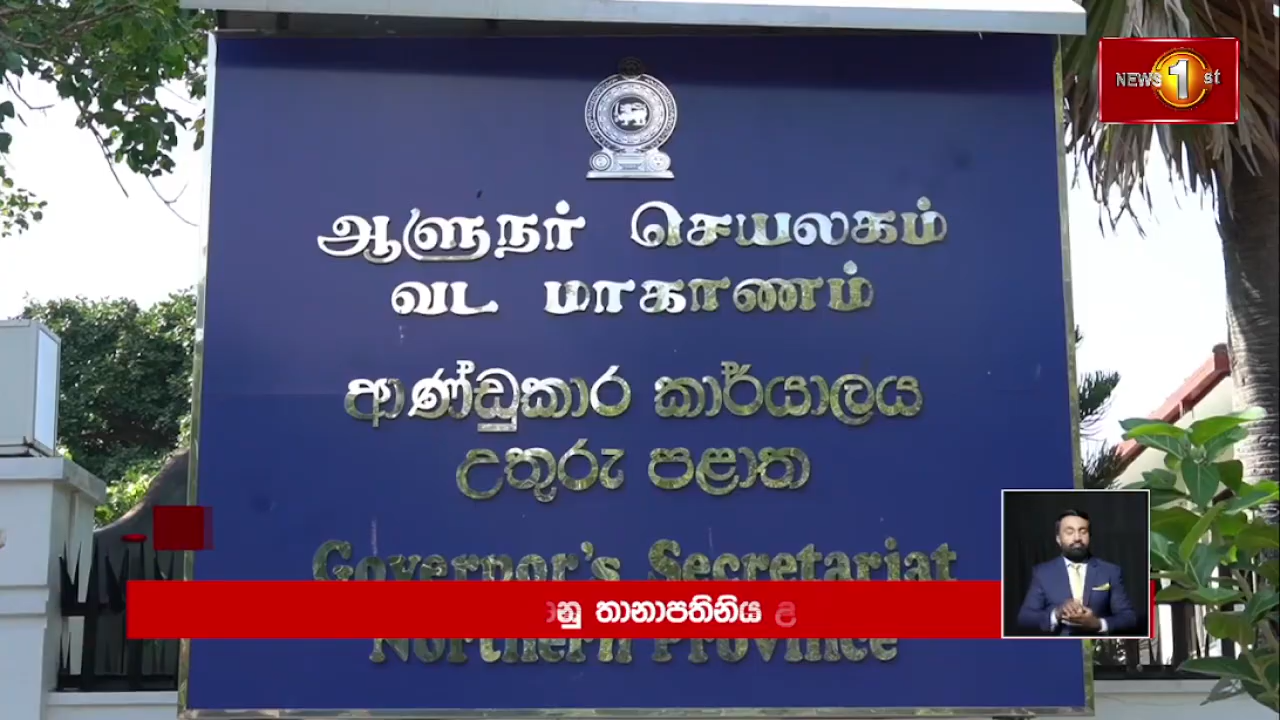 NEWS 1st
ஆளுநர் செயலகம்
வட மாகாணம்
ආණ්ඩුකාර කාර්යාලය
උතුරු පළාත
Governor's Secretariat
තානාපතිනිය
Northern Province